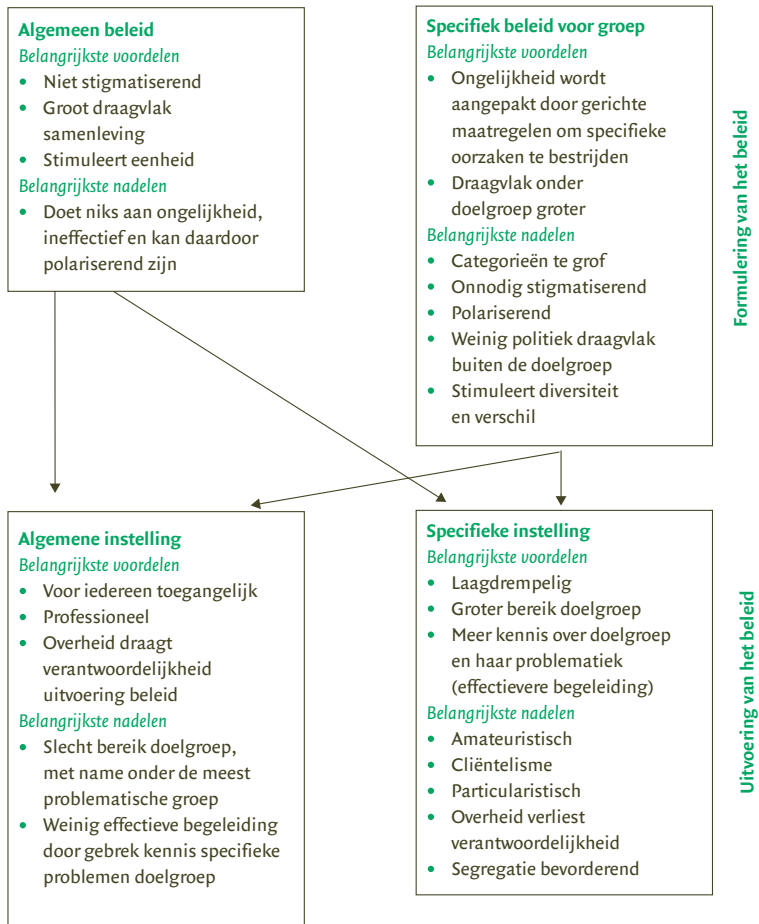 Algemeen beleid
Belangrijkste voordelen
• Niet stigmatiserend
• Groot draagvlak
samenleving
• Stimuleert eenheid
Belangrijkste nadelen
• Doet niks aan ongelijkheid,
ineffectief en kan daardoor
polariserend zijn
Specifiek beleid voor groep
Belangrijkste voordelen
• Ongelijkheid wordt
aangepakt door gerichte
maatregelen om specifieke
oorzaken te bestrijden
• Draagvlak onder
doelgroep groter
Belangrijkste nadelen
• Categorieën te grof
• Onnodig stigmatiserend
• Polariserend
• Weinig politiek draagvlak
buiten de doelgroep
• Stimuleert diversiteit
en verschil
Formulering van het beleid
Algemene instelling
Belangrijkste voordelen
• Voor iedereen toegankelijk
• Professioneel
• Overheid draagt
verantwoordelijkheid
uitvoering beleid
Belangrijkste nadelen
• Slecht bereik doelgroep,
met name onder de meest
problematische groep
• Weinig effectieve begeleiding
door gebrek kennis specifieke
problemen doelgroep
Specifieke instelling
Belangrijkste voordelen
• Laagdrempelig
• Groter bereik doelgroep
• Meer kennis over doelgroep
en haar problematiek
(effectievere begeleiding)
Belangrijkste nadelen
• Amateuristisch
• Cliëntelisme
• Particularistisch
• Overheid verliest
verantwoordelijkheid
• Segregatie bevorderend
Uitvoering van het beleid